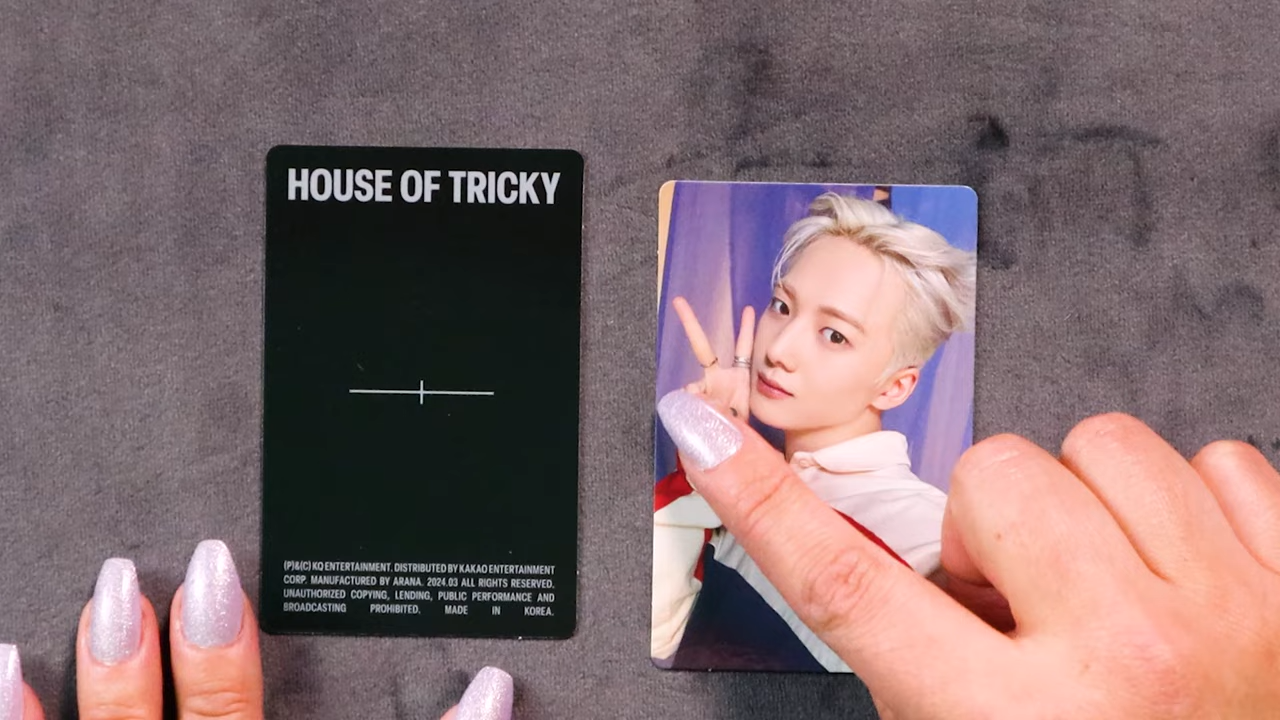 HOUSE OF TRICKY
(P)&(C) KQ ENTERTAINMENT. DISTRIBUTED BY KAKAO ENTERTAINMENT
CORP. MANUFACTURED BY ARANA. 2024.03 ALL RIGHTS RESERVED.
UNAUTHORIZED COPYING, LENDING, PUBLIC PERFORMANCE AND
BROADCASTING PROHIBITED. MADE IN KOREA.